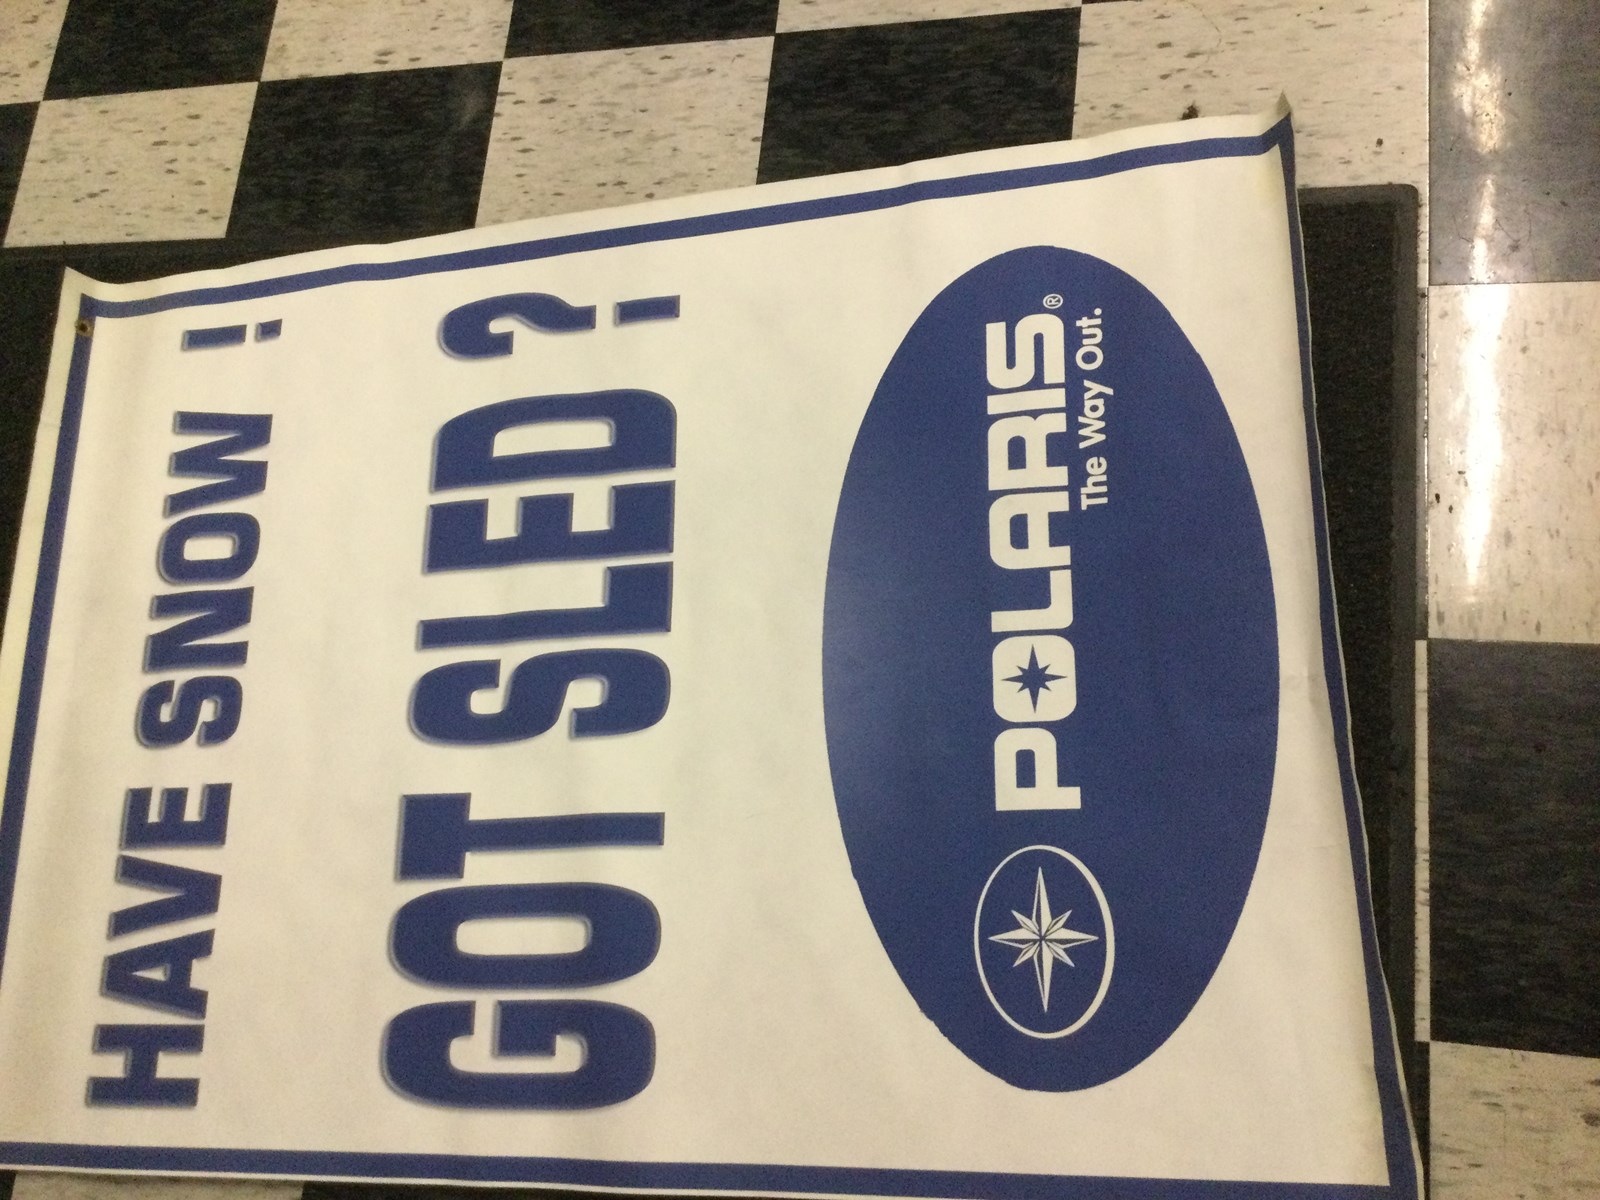 HAVE SNOW !
GOT SLED ?
POLARIS®
The Way Out.